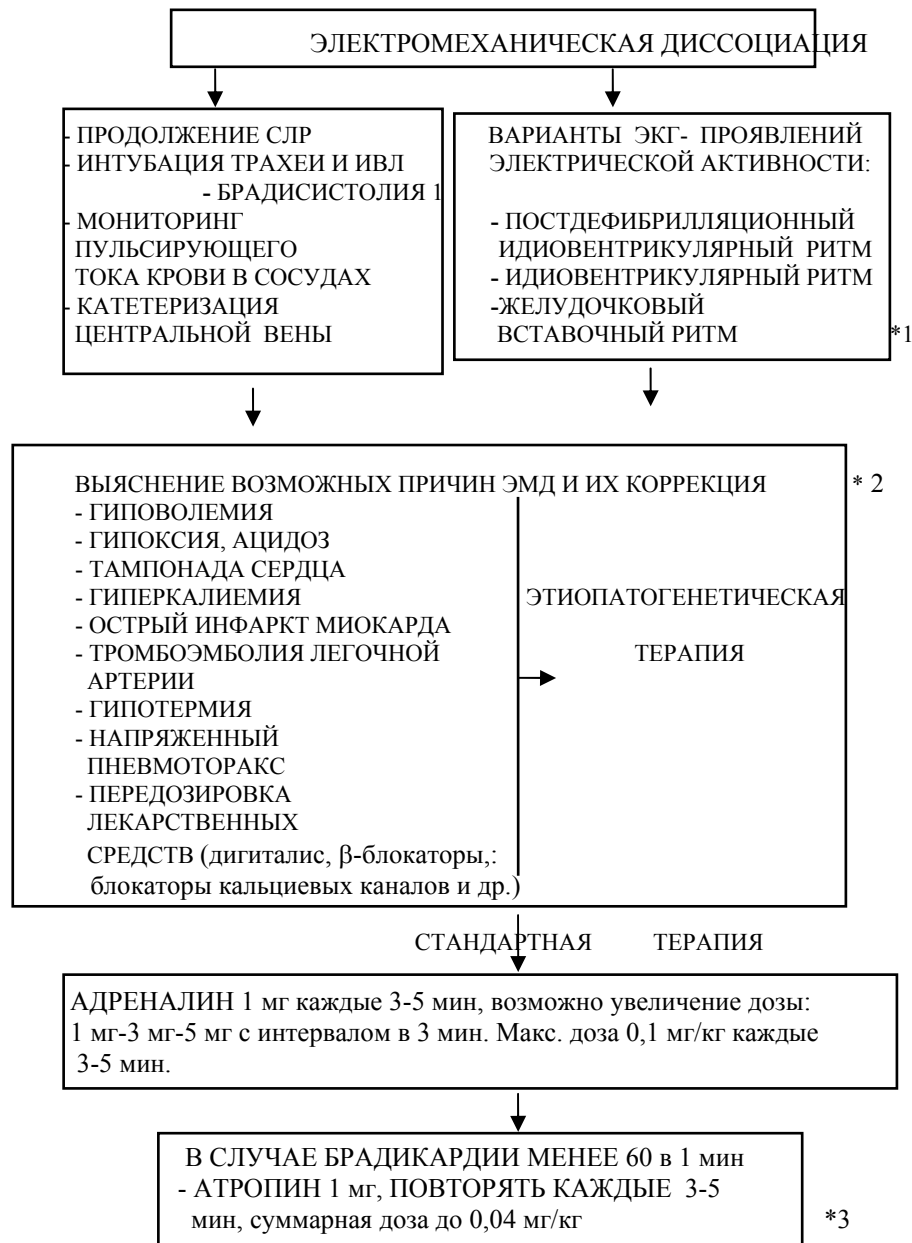 ЭЛЕКТРОМЕХАНИЧЕСКАЯ ДИССОЦИАЦИЯ
- ПРОДОЛЖЕНИЕ СЛР
- ИНТУБАЦИЯ ТРАХЕИ И ИВЛ
- БРАДИСИСТОЛИЯ 1
- МОНИТОРИНГ
ПУЛЬСИРУЮЩЕГО
ТОКА КРОВИ В СОСУДАХ
- КАТЕТЕРИЗАЦИЯ
ЦЕНТРАЛЬНОЙ ВЕНЫ
ВАРИАНТЫ ЭКГ- ПРОЯВЛЕНИЙ
ЭЛЕКТРИЧЕСКОЙ АКТИВНОСТИ:
- ПОСТДЕФИБРИЛЛЯЦИОННЫЙ
ИДИОВЕНТРИКУЛЯРНЫЙ РИТМ
- ИДИОВЕНТРИКУЛЯРНЫЙ РИТМ
-ЖЕЛУДОЧКОВЫЙ
ВСТАВОЧНЫЙ РИТМ *1
ВЫЯСНЕНИЕ ВОЗМОЖНЫХ ПРИЧИН ЭМД И ИХ КОРРЕКЦИЯ * 2
- ГИПОВОЛЕМИЯ
- ГИПОКСИЯ, АЦИДОЗ
- ТАМПОНАДА СЕРДЦА
- ГИПЕРКАЛИЕМИЯ
- ОСТРЫЙ ИНФАРКТ МИОКАРДА
- ТРОМБОЭМБОЛИЯ ЛЕГОЧНОЙ
АРТЕРИИ
- ГИПОТЕРМИЯ
- НАПРЯЖЕННЫЙ
ПНЕВМОТОРАКС
- ПЕРЕДОЗИРОВКА
ЛЕКАРСТВЕННЫХ
СРЕДСТВ (дигиталис, β-блокаторы,:
блокаторы кальциевых каналов и др.)
ЭТИОПАТОГЕНЕТИЧЕСКАЯ
ТЕРАПИЯ
СТАНДАРТНАЯ ТЕРАПИЯ
АДРЕНАЛИН 1 мг каждые 3-5 мин, возможно увеличение дозы:
1 мг-3 мг-5 мг с интервалом в 3 мин. Макс. доза 0,1 мг/кг каждые
3-5 мин.
В СЛУЧАЕ БРАДИКАРДИИ МЕНЕЕ 60 в 1 мин
- АТРОПИН 1 мг, ПОВТОРЯТЬ КАЖДЫЕ 3-5
мин, суммарная доза до 0,04 мг/кг *3